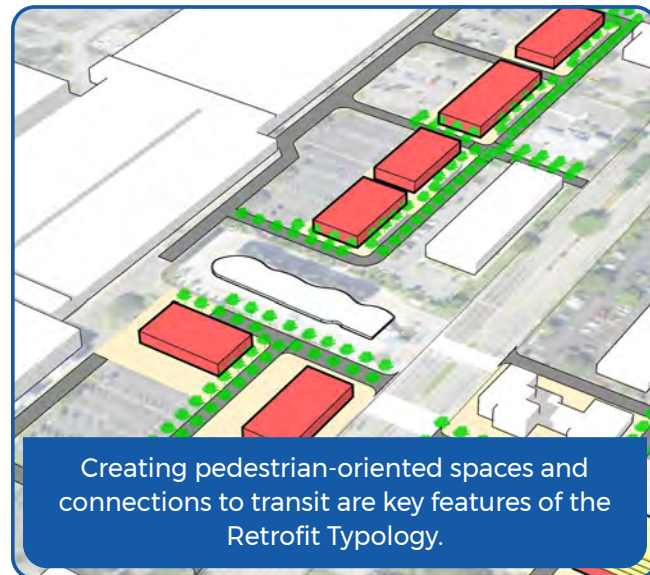 Creating pedestrian-oriented spaces and
connections to transit are key features of the
Retrofit Typology.